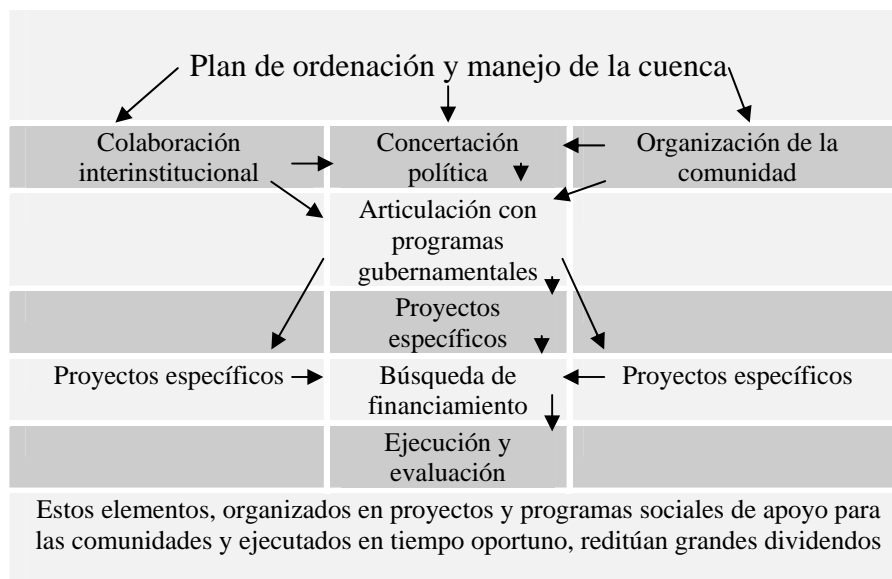 Plan de ordenación y manejo de la cuenca
Colaboración
interinstitucional
Concertación
política
Organización de la
comunidad
Articulación con
programas
gubernamentales
Proyectos
específicos
Proyectos específicos
Búsqueda de
financiamiento
Proyectos específicos
Ejecución y
evaluación
Estos elementos, organizados en proyectos y programas sociales de apoyo para
las comunidades y ejecutados en tiempo oportuno, reditúan grandes dividendos